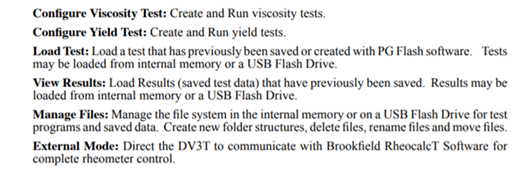 Configure Viscosity Test: Create and Run viscosity tests.
Configure Yield Test: Create and Run yield tests.
Load Test: Load a test that has previously been saved or created with PG Flash software. Tests
may be loaded from internal memory or a USB Flash Drive.
View Results: Load Results (saved test data) that have previously been saved. Results may be
loaded from internal memory or a USB Flash Drive.
Manage Files: Manage the file system in the internal memory or on a USB Flash Drive for test
programs and saved data. Create new folder structures, delete files, rename files and move files.
External Mode: Direct the DV3T to communicate with Brookfield RheocalcT Software for
complete rheometer control.